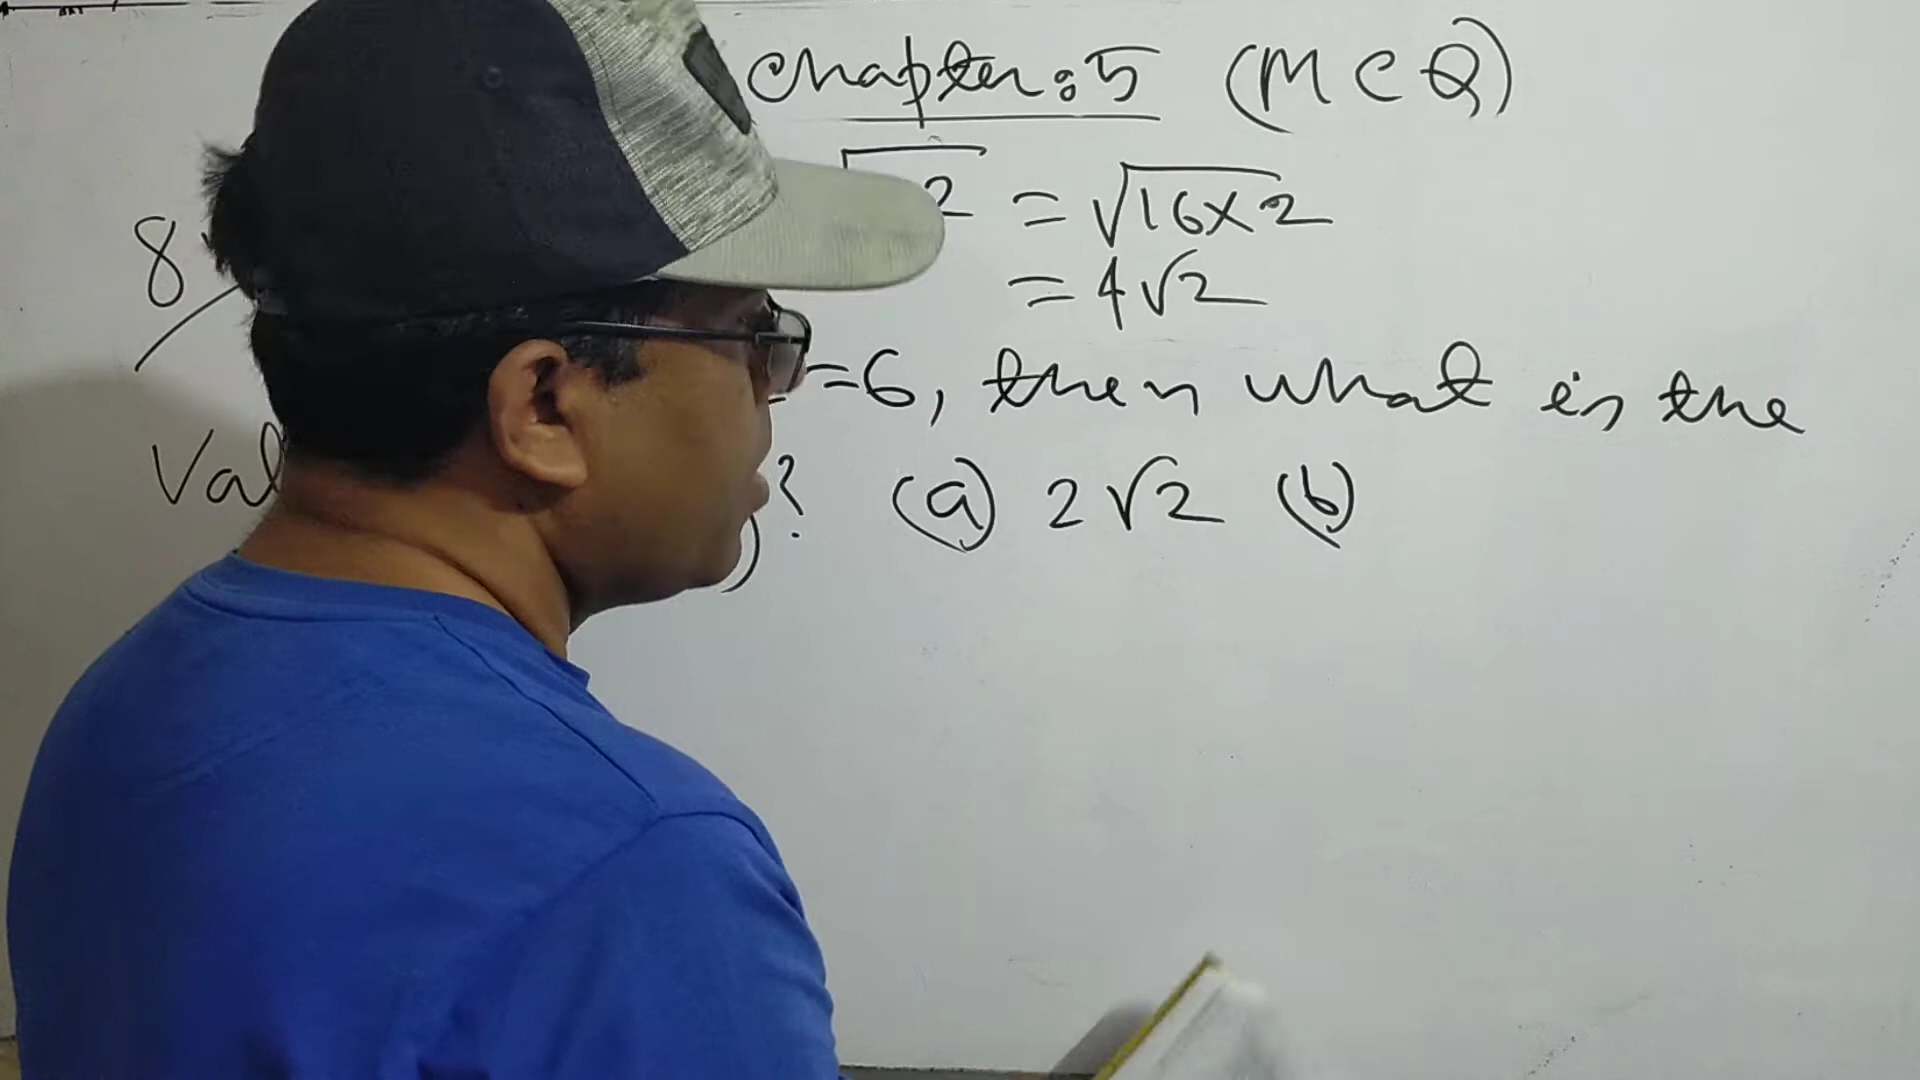 Chapter: 5 (MCQ)
2 = √16×2
= 4√2
8
=6, then what is the
Val ? (a) 2√2 (b)